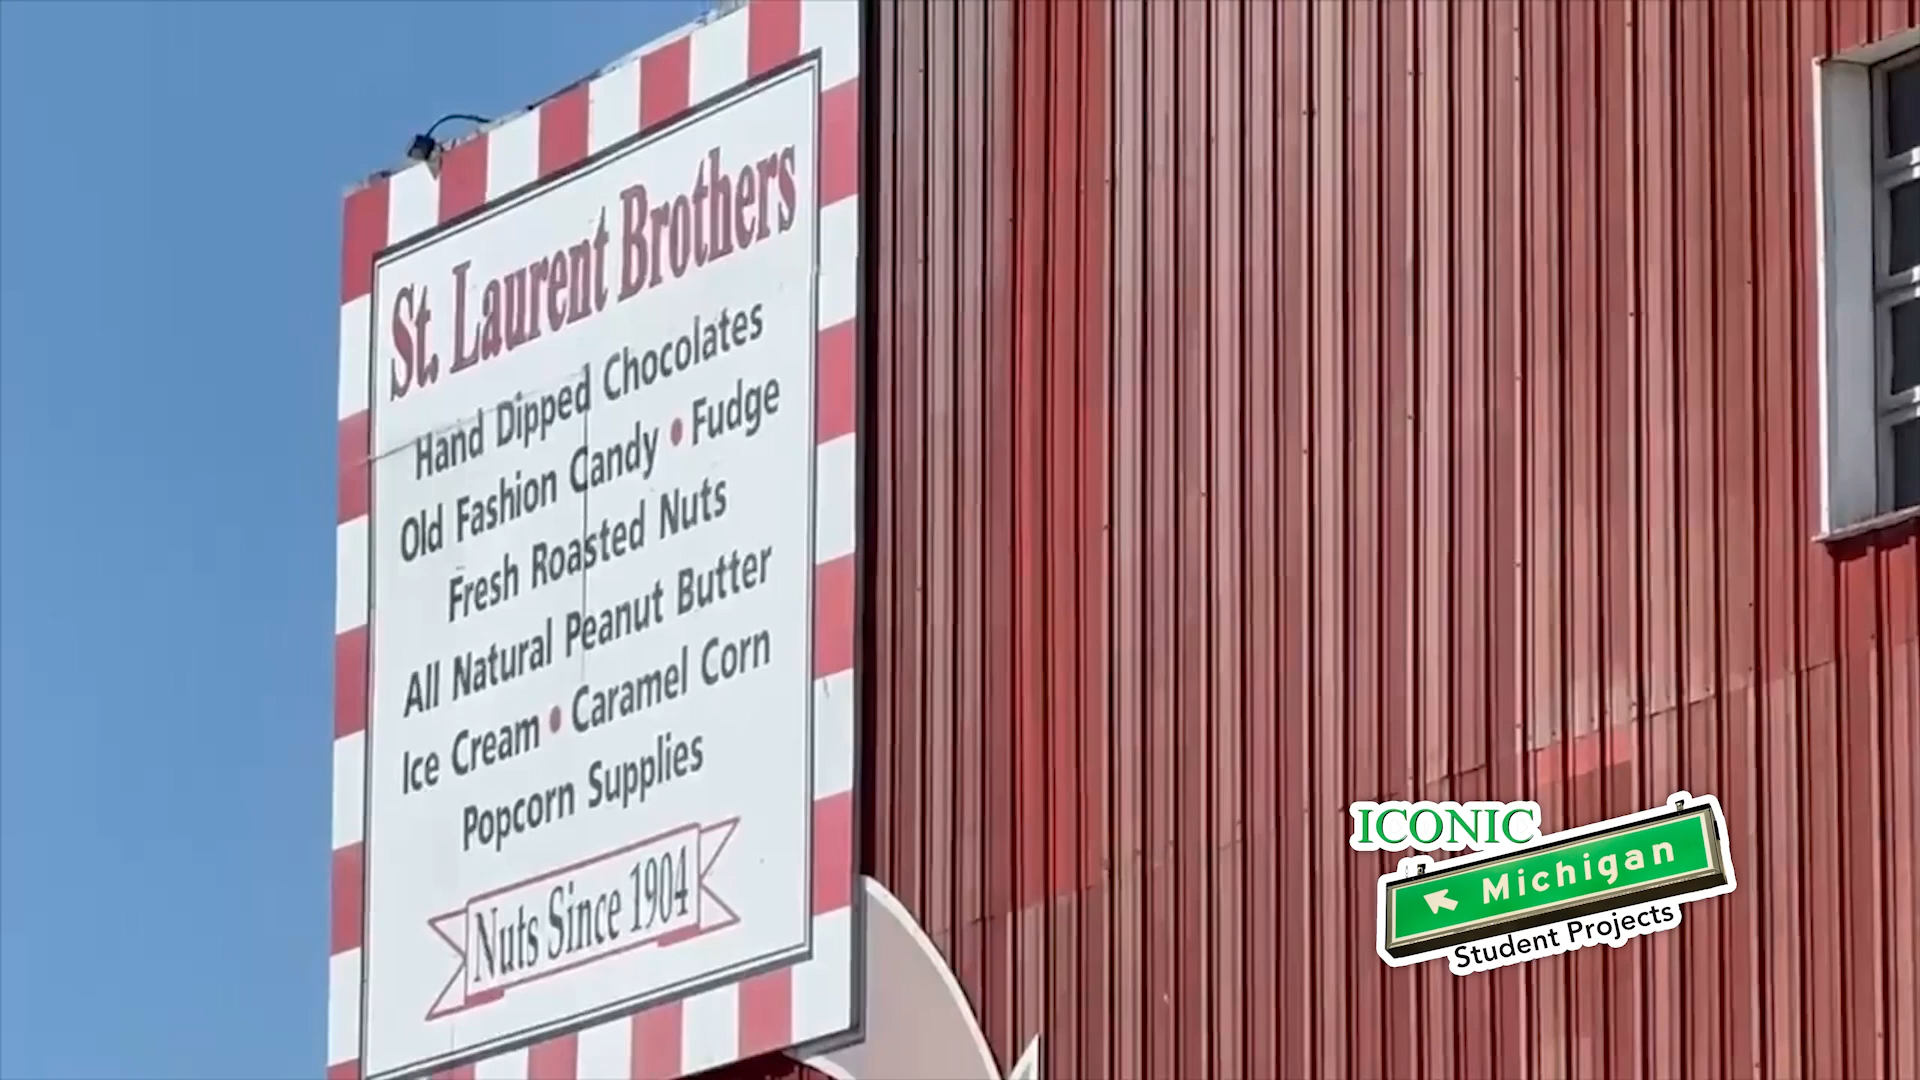 St. Laurent Brothers
Hand Dipped Chocolates
Old Fashion Candy • Fudge
Fresh Roasted Nuts
All Natural Peanut Butter
Ice Cream • Caramel Corn
Popcorn Supplies
Nuts Since 1904
ICONIC
Michigan
Student Projects